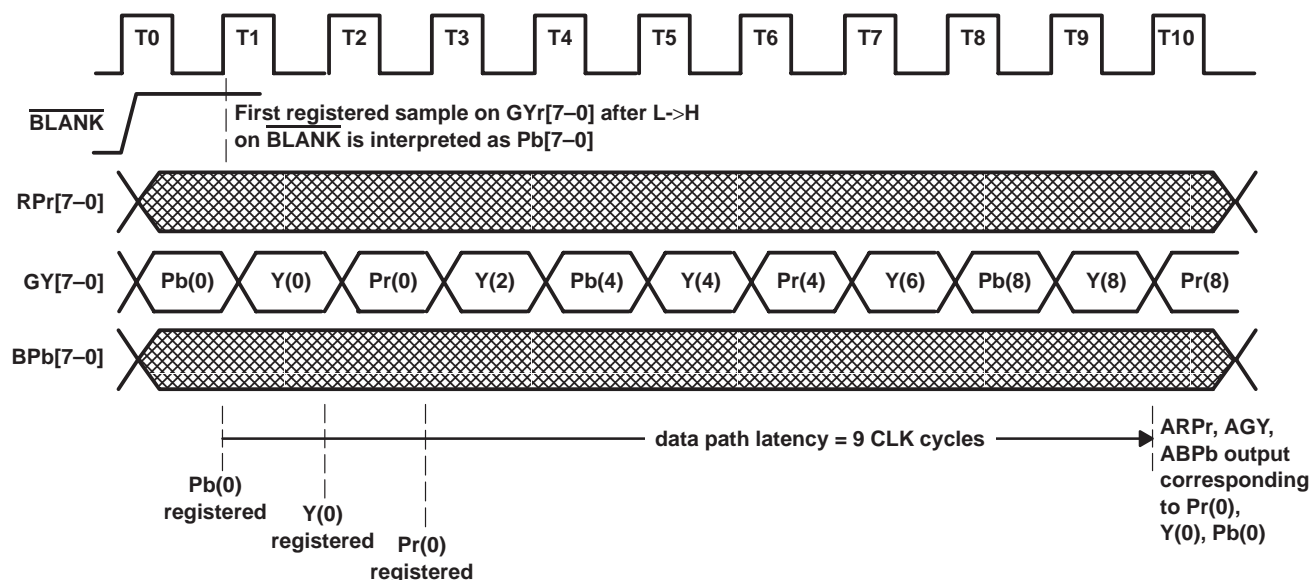 T0 T1 T2 T3 T4 T5 T6 T7 T8 T9 T10
BLANK
First registered sample on GYr[7–0] after L->H
on BLANK is interpreted as Pb[7–0]
RPr[7–0]
GY[7–0] Pb(0) Y(0) Pr(0) Y(2) Pb(4) Y(4) Pr(4) Y(6) Pb(8) Y(8) Pr(8)
BPb[7–0]
data path latency = 9 CLK cycles
ARPr, AGY,
ABPb output
corresponding
to Pr(0),
Y(0), Pb(0)
Pb(0)
registered
Y(0)
registered
Pr(0)
registered